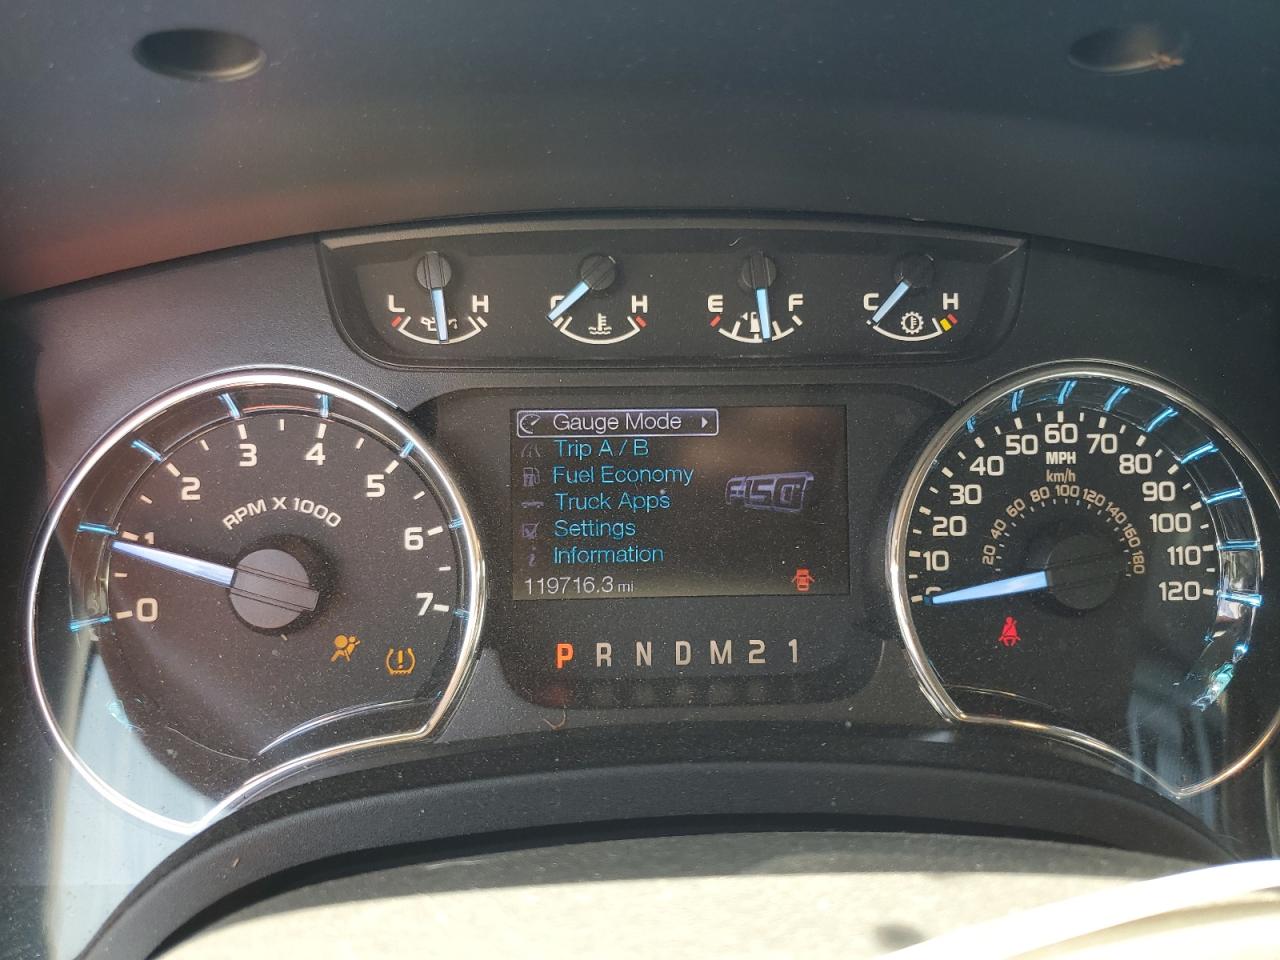 L H
C H
E F
C H
0 1 2 3 4 5 6 7
RPM X 1000
Gauge Mode
Trip A / B
Fuel Economy
Truck Apps
Settings
Information
F-150
119716.3 mi
P R N D M 2 1
0 10 20 30 40 50 60 70 80 90 100 110 120
MPH
km/h
20 40 60 80 100 120 140 160 180